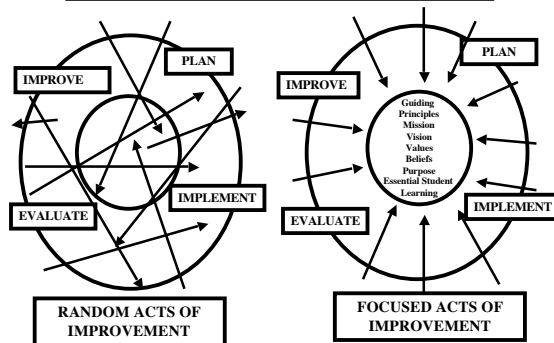 IMPROVE
PLAN
EVALUATE
IMPLEMENT
RANDOM ACTS OF
IMPROVEMENT
IMPROVE
PLAN
Guiding
Principles
Mission
Vision
Values
Beliefs
Purpose
Essential Student
Learning
EVALUATE
IMPLEMENT
FOCUSED ACTS OF
IMPROVEMENT